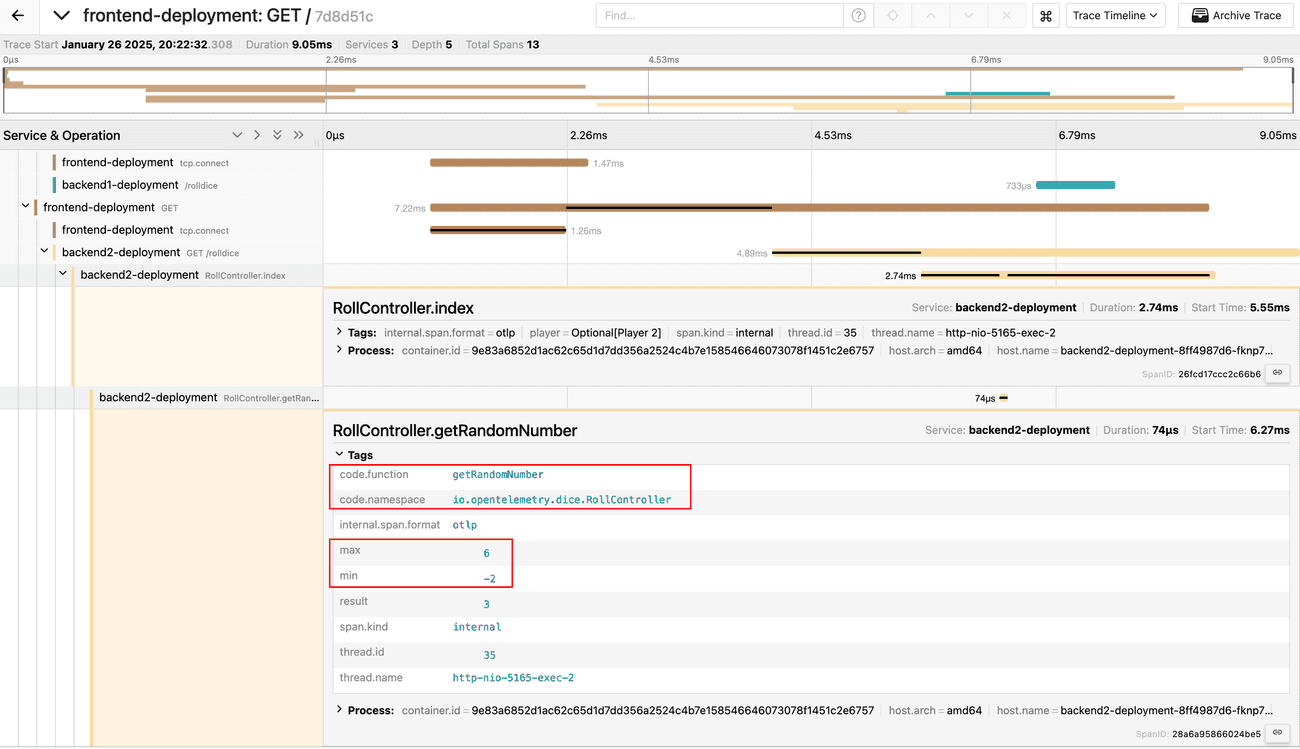 frontend-deployment: GET / 7d8d51c
Find...
Trace Timeline
Archive Trace
Trace Start January 26 2025, 20:22:32.308 Duration 9.05ms Services 3 Depth 5 Total Spans 13
0μs 2.26ms 4.53ms 6.79ms 9.05ms
Service & Operation 0μs 2.26ms 4.53ms 6.79ms 9.05ms
frontend-deployment tcp.connect 1.47ms
backend1-deployment /rolldice 733μs
frontend-deployment GET 7.22ms
frontend-deployment tcp.connect 1.26ms
backend2-deployment GET /rolldice 4.89ms
backend2-deployment RollController.index 2.74ms
RollController.index Service: backend2-deployment Duration: 2.74ms Start Time: 5.55ms
Tags: internal.span.format = otlp player = Optional[Player 2] span.kind = internal thread.id = 35 thread.name = http-nio-5165-exec-2
Process: container.id = 9e83a6852d1ac62c65d1d7dd356a2524c4b7e158546646073078f1451c2e6757 host.arch = amd64 host.name = backend2-deployment-8ff4987d6-fknp7...
SpanID: 26fcd17ccc2c66b6
backend2-deployment RollController.getRan... 74μs
RollController.getRandomNumber Service: backend2-deployment Duration: 74μs Start Time: 6.27ms
Tags
code.function getRandomNumber
code.namespace io.opentelemetry.dice.RollController
internal.span.format otlp
max 6
min -2
result 3
span.kind internal
thread.id 35
thread.name http-nio-5165-exec-2
Process: container.id = 9e83a6852d1ac62c65d1d7dd356a2524c4b7e158546646073078f1451c2e6757 host.arch = amd64 host.name = backend2-deployment-8ff4987d6-fknp7...
SpanID: 28a6a95866024be5